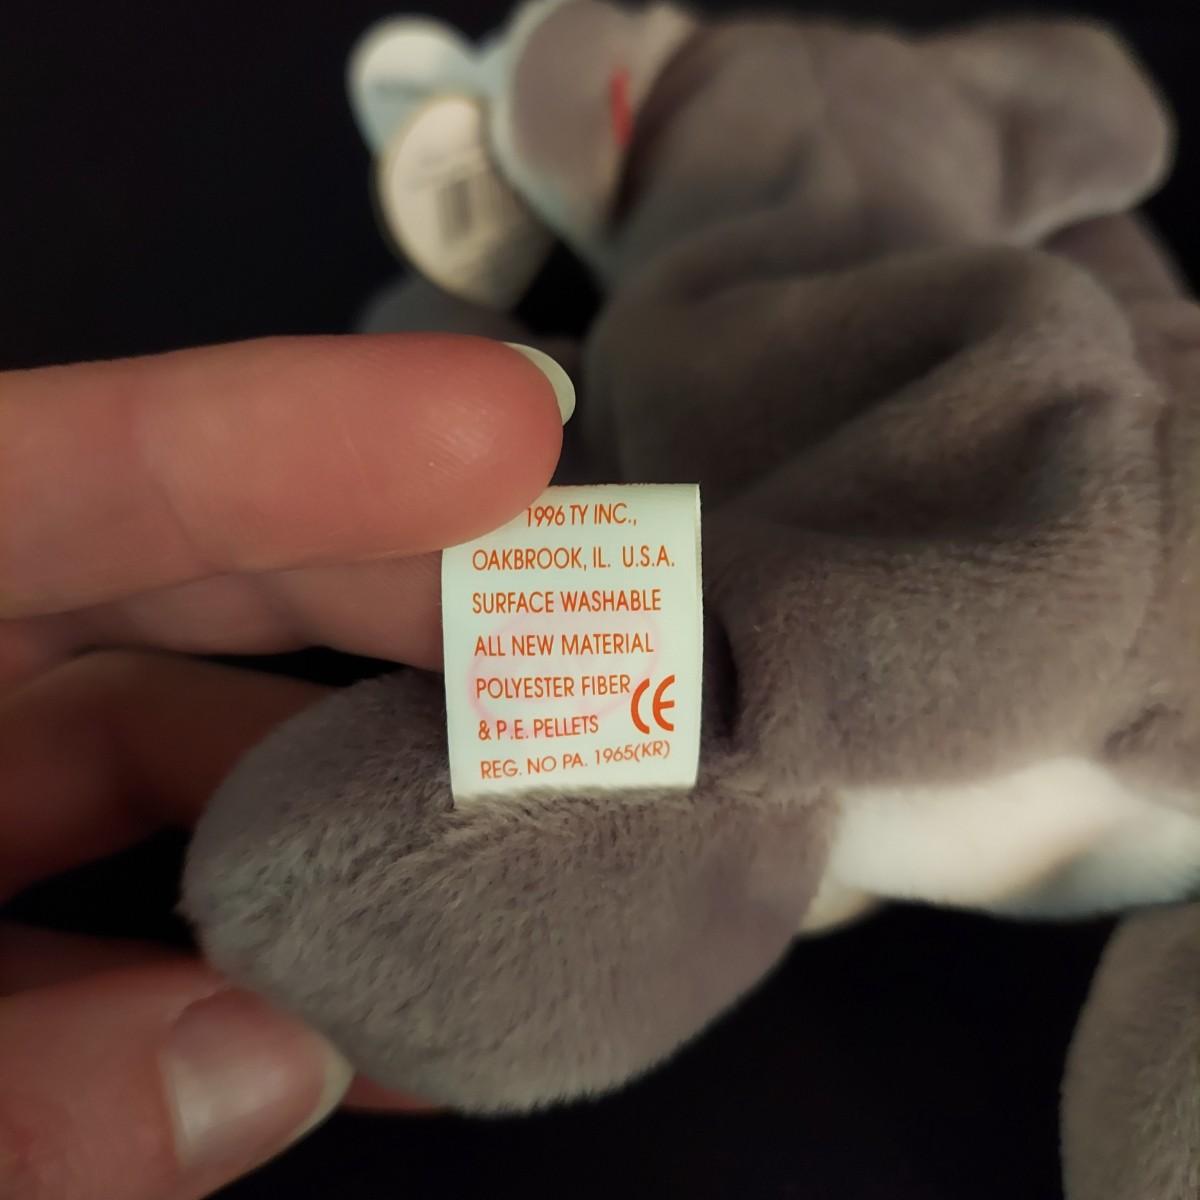 1996 TY INC.,
OAKBROOK, IL. U.S.A.
SURFACE WASHABLE
ALL NEW MATERIAL
POLYESTER FIBER
& P.E. PELLETS CE
REG. NO PA. 1965(KR)